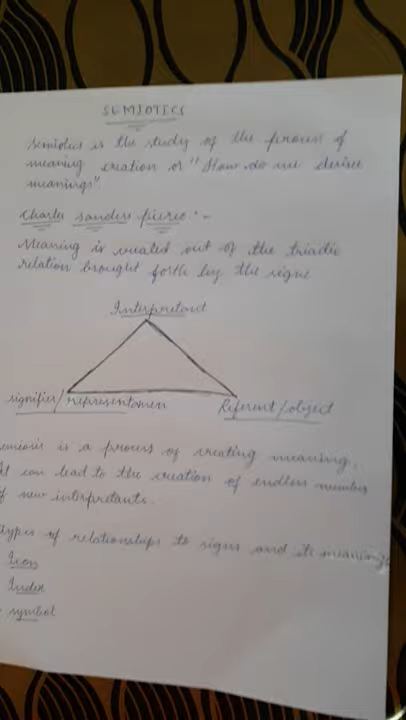 SEMIOTICS
Semiotics is the study of the process of
meaning creation or "How do we derive
meanings".
Charles sanders pierce :-
Meaning is created out of the triadic
relation brought forth by the signs
Interpretant
signifier/representamen
Referent/object
emiosis is a process of creating meaning.
It can lead to the creation of endless number
of new interpretants.
Types of relationships to signs and its meanings
Icon
Index
symbol